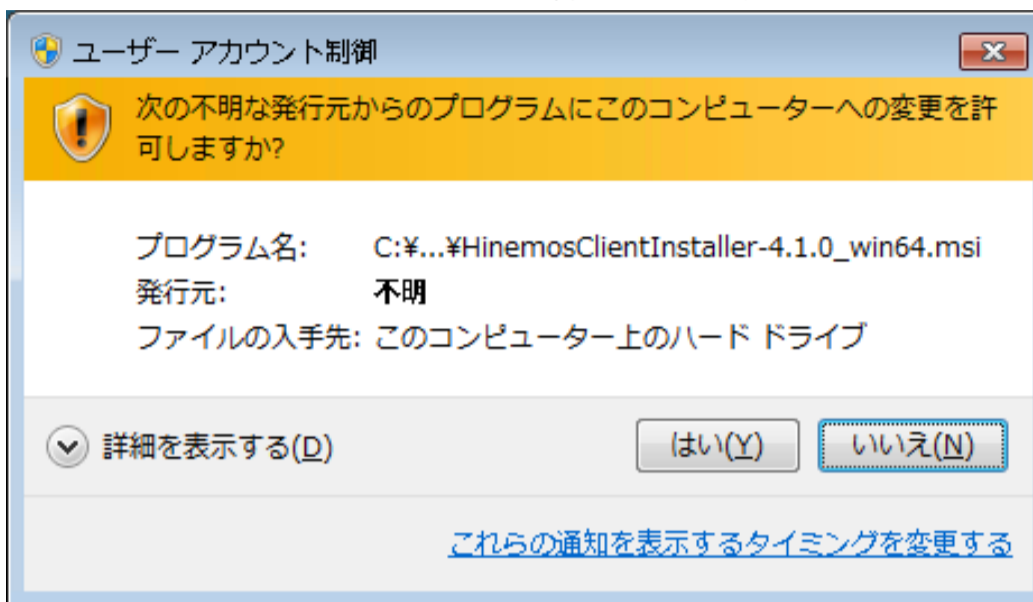 ユーザー アカウント制御
次の不明な発行元からのプログラムにこのコンピューターへの変更を許
可しますか?
プログラム名: C:¥...¥HinemosClientInstaller-4.1.0_win64.msi
発行元: 不明
ファイルの入手先: このコンピューター上のハード ドライブ
詳細を表示する(D) はい(Y) いいえ(N)
これらの通知を表示するタイミングを変更する